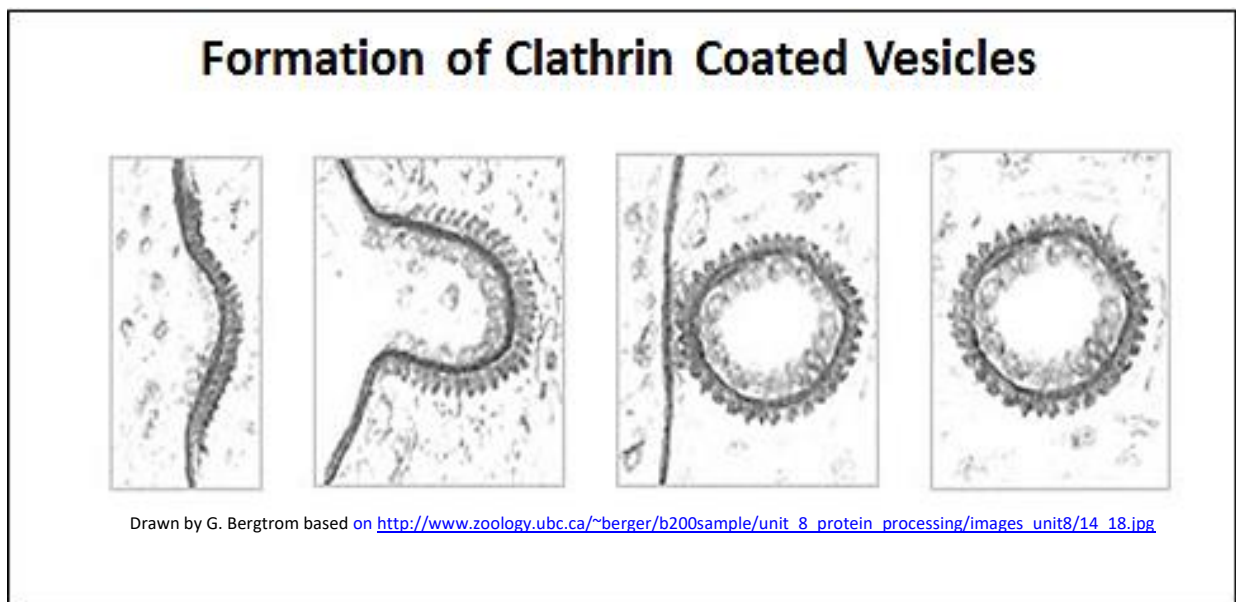 Formation of Clathrin Coated Vesicles
Drawn by G. Bergtrom based on http://www.zoology.ubc.ca/~berger/b200sample/unit_8_protein_processing/images_unit8/14_18.jpg